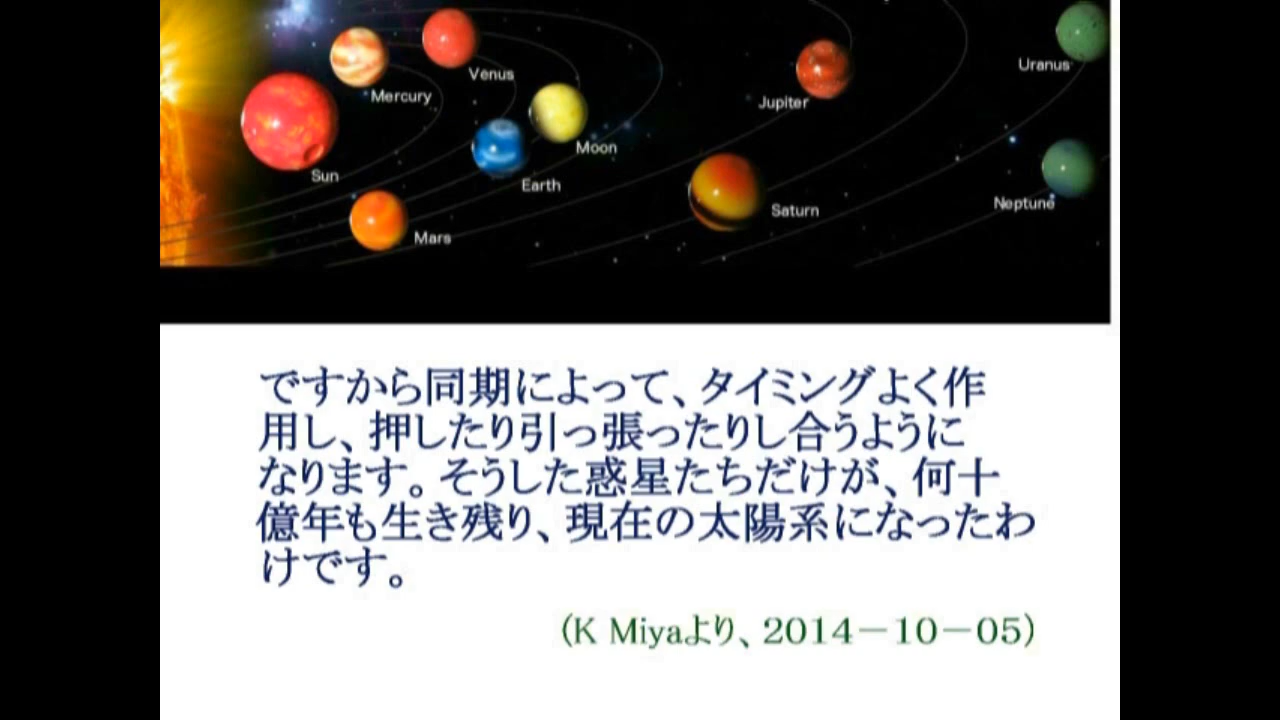 Uranus
Venus
Mercury
Jupiter
Moon
Sun
Earth
Neptune
Saturn
Mars
ですから同期によって、タイミングよく作
用し、押したり引っ張ったりし合うように
なります。そうした惑星たちだけが、何十
億年も生き残り、現在の太陽系になったわ
けです。
(K Miyaより、2014－10－05)